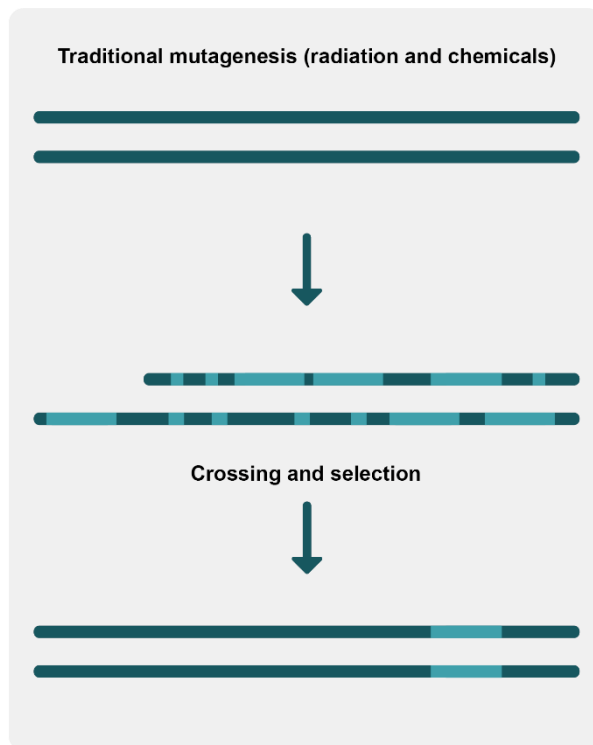 Traditional mutagenesis (radiation and chemicals)
Crossing and selection